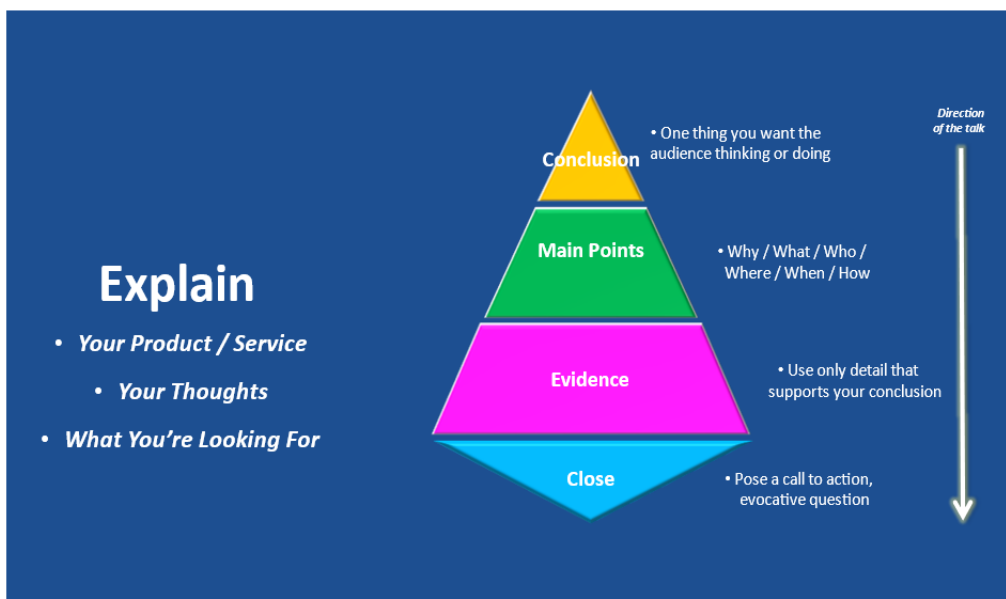 Explain
• Your Product / Service
• Your Thoughts
• What You're Looking For
Conclusion
• One thing you want the
audience thinking or doing
Main Points
• Why / What / Who /
Where / When / How
Evidence
• Use only detail that
supports your conclusion
Close
• Pose a call to action,
evocative question
Direction
of the talk